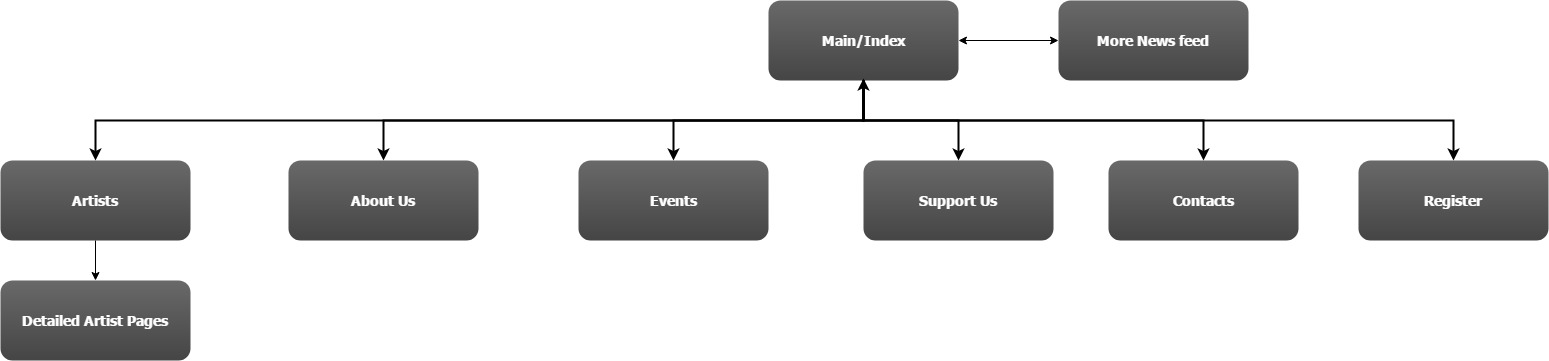 Main/Index
More News feed
Artists
About Us
Events
Support Us
Contacts
Register
Detailed Artist Pages